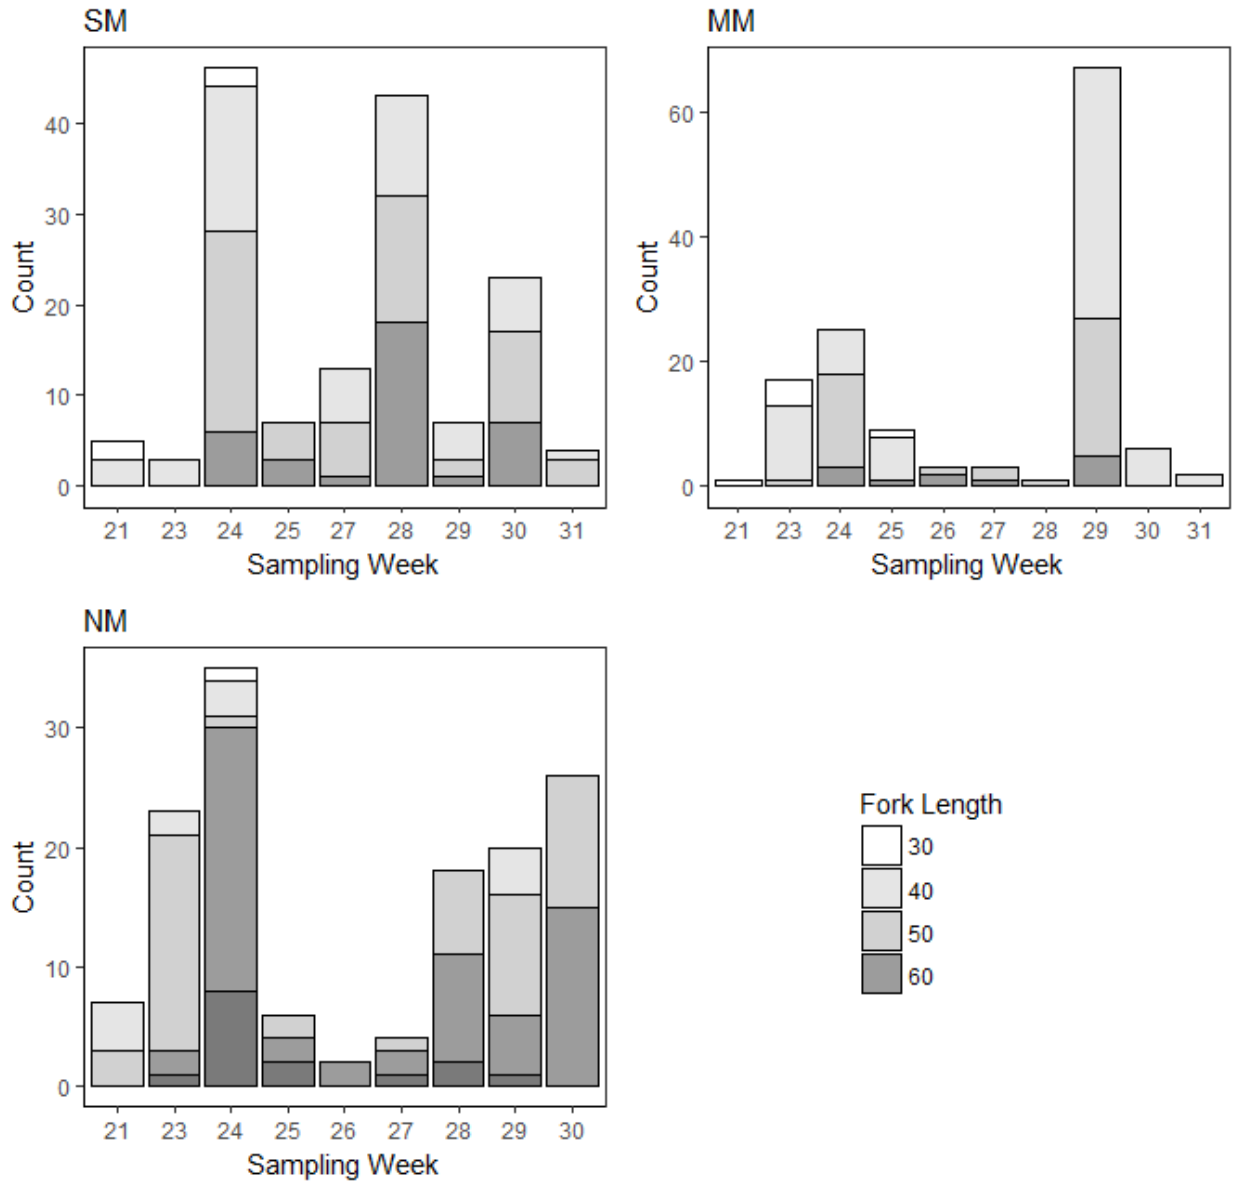 SM
40
30
20
10
0
Count
21 23 24 25 27 28 29 30 31
Sampling Week
MM
60
40
20
0
Count
21 23 24 25 26 27 28 29 30 31
Sampling Week
NM
30
20
10
0
Count
21 23 24 25 26 27 28 29 30
Sampling Week
Fork Length
30
40
50
60